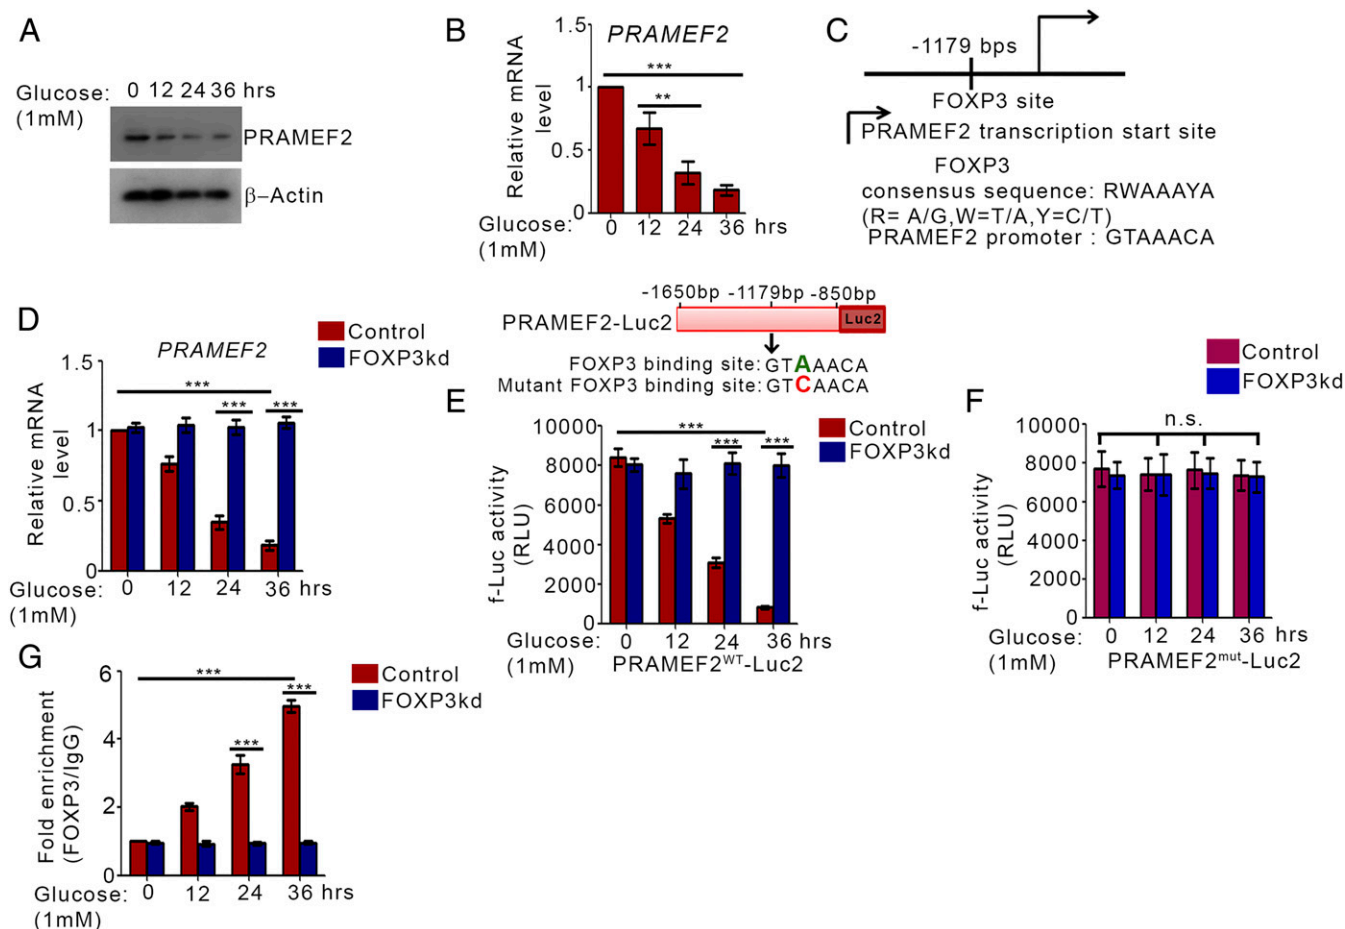 A
Glucose: 0 12 24 36 hrs
(1mM)
PRAMEF2
β–Actin
B
PRAMEF2
Relative mRNA
level
1.5
1
0.5
0
***
**
Glucose: 0 12 24 36 hrs
(1mM)
C
-1179 bps
FOXP3 site
PRAMEF2 transcription start site
FOXP3
consensus sequence: RWAAAYA
(R= A/G,W=T/A,Y=C/T)
PRAMEF2 promoter : GTAAACA
D
Control
FOXP3kd
PRAMEF2
Relative mRNA
level
1.5
1
0.5
0
***
***
***
Glucose: 0 12 24 36 hrs
(1mM)
-1650bp -1179bp -850bp
PRAMEF2-Luc2
Luc2
FOXP3 binding site: GTAAACA
Mutant FOXP3 binding site: GTCAACA
E
Control
FOXP3kd
f-Luc activity
(RLU)
10000
8000
6000
4000
2000
0
***
***
***
Glucose: 0 12 24 36 hrs
(1mM)
PRAMEF2WT-Luc2
F
Control
FOXP3kd
n.s.
f-Luc activity
(RLU)
10000
8000
6000
4000
2000
0
Glucose: 0 12 24 36 hrs
(1mM)
PRAMEF2mut-Luc2
G
Control
FOXP3kd
Fold enrichment
(FOXP3/IgG)
6
4
2
0
***
***
***
Glucose: 0 12 24 36 hrs
(1mM)